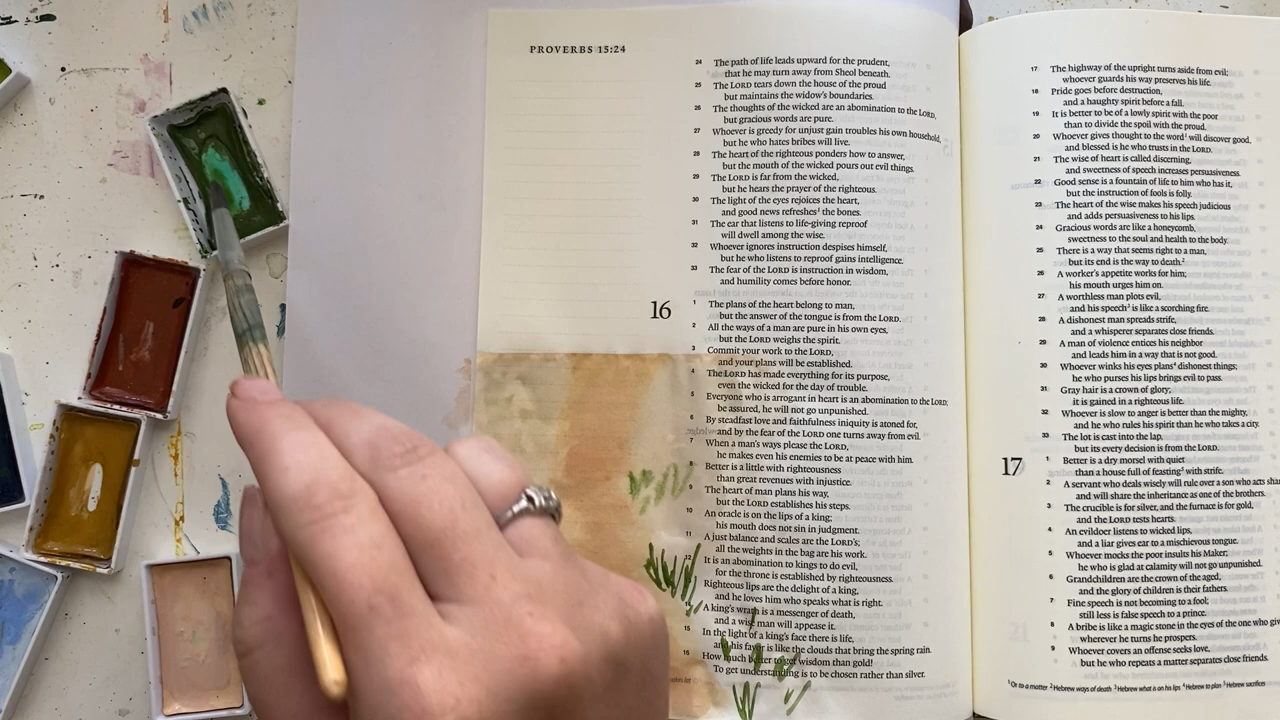 PROVERBS 15:24
24 The path of life leads upward for the prudent,
that he may turn away from Sheol beneath.
25 The LORD tears down the house of the proud
but maintains the widow's boundaries.
26 The thoughts of the wicked are an abomination to the LORD,
but gracious words are pure.
27 Whoever is greedy for unjust gain troubles his own household,
but he who hates bribes will live.
28 The heart of the righteous ponders how to answer,
but the mouth of the wicked pours out evil things.
29 The LORD is far from the wicked,
but he hears the prayer of the righteous.
30 The light of the eyes rejoices the heart,
and good news refreshes¹ the bones.
31 The ear that listens to life-giving reproof
will dwell among the wise.
32 Whoever ignores instruction despises himself,
but he who listens to reproof gains intelligence.
33 The fear of the LORD is instruction in wisdom,
and humility comes before honor.
16
1 The plans of the heart belong to man,
but the answer of the tongue is from the LORD.
2 All the ways of a man are pure in his own eyes,
but the LORD weighs the spirit.
3 Commit your work to the LORD,
and your plans will be established.
4 The LORD has made everything for its purpose,
even the wicked for the day of trouble.
5 Everyone who is arrogant in heart is an abomination to the LORD;
be assured, he will not go unpunished.
6 By steadfast love and faithfulness iniquity is atoned for,
and by the fear of the LORD one turns away from evil.
7 When a man's ways please the LORD,
he makes even his enemies to be at peace with him.
8 Better is a little with righteousness
than great revenues with injustice.
9 The heart of man plans his way,
but the LORD establishes his steps.
10 An oracle is on the lips of a king;
his mouth does not sin in judgment.
11 A just balance and scales are the LORD's;
all the weights in the bag are his work.
12 It is an abomination to kings to do evil,
for the throne is established by righteousness.
Righteous lips are the delight of a king,
and he loves him who speaks what is right.
14 A king's wrath is a messenger of death,
and a wise man will appease it.
15 In the light of a king's face there is life,
and his favor is like the clouds that bring the spring rain.
16 How much better to get wisdom than gold!
To get understanding is to be chosen rather than silver.
17 The highway of the upright turns aside from evil;
whoever guards his way preserves his life.
18 Pride goes before destruction,
and a haughty spirit before a fall.
19 It is better to be of a lowly spirit with the poor
than to divide the spoil with the proud.
20 Whoever gives thought to the word¹ will discover good,
and blessed is he who trusts in the LORD.
21 The wise of heart is called discerning,
and sweetness of speech increases persuasiveness.
22 Good sense is a fountain of life to him who has it,
but the instruction of fools is folly.
23 The heart of the wise makes his speech judicious
and adds persuasiveness to his lips.
24 Gracious words are like a honeycomb,
sweetness to the soul and health to the body.
25 There is a way that seems right to a man,
but its end is the way to death.²
26 A worker's appetite works for him;
his mouth urges him on.
27 A worthless man plots evil,
and his speech³ is like a scorching fire.
28 A dishonest man spreads strife,
and a whisperer separates close friends.
29 A man of violence entices his neighbor
and leads him in a way that is not good.
30 Whoever winks his eyes plans⁴ dishonest things;
he who purses his lips brings evil to pass.
31 Gray hair is a crown of glory;
it is gained in a righteous life.
32 Whoever is slow to anger is better than the mighty,
and he who rules his spirit than he who takes a city.
33 The lot is cast into the lap,
but its every decision is from the LORD.
17
1 Better is a dry morsel with quiet
than a house full of feasting⁵ with strife.
2 A servant who deals wisely will rule over a son who acts
and will share the inheritance as one of the brothers.
3 The crucible is for silver, and the furnace is for gold,
and the LORD tests hearts.
4 An evildoer listens to wicked lips,
and a liar gives ear to a mischievous tongue.
5 Whoever mocks the poor insults his Maker;
he who is glad at calamity will not go unpunished.
6 Grandchildren are the crown of the aged,
and the glory of children is their fathers.
7 Fine speech is not becoming to a fool;
still less is false speech to a prince.
8 A bribe is like a magic stone in the eyes of the one who
wherever he turns he prospers.
9 Whoever covers an offense seeks love,
but he who repeats a matter separates close friends.
¹ Or to a matter ² Hebrew ways of death ³ Hebrew what is on his lips ⁴ Hebrew to plan ⁵ Hebrew sacrifices